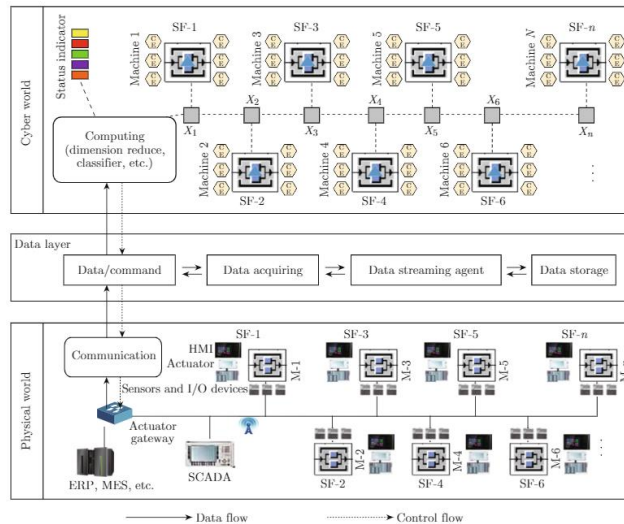 SF-1
SF-3
SF-5
SF-n
Status indicator
Machine 1
Machine 3
Machine 5
Machine N
C E
Cyber world
Computing
(dimension reduce,
classifier, etc.)
X1
X2
X3
X4
X5
X6
Xn
Machine 2
Machine 4
Machine 6
SF-2
SF-4
SF-6
Data layer
Data/command
Data acquiring
Data streaming agent
Data storage
Physical world
Communication
SF-1
SF-3
SF-5
SF-n
HMI
Actuator
M-1
M-3
M-5
Sensors and I/O devices
Actuator
gateway
SCADA
ERP, MES, etc.
M-2
M-4
M-6
SF-2
SF-4
SF-6
Data flow
Control flow